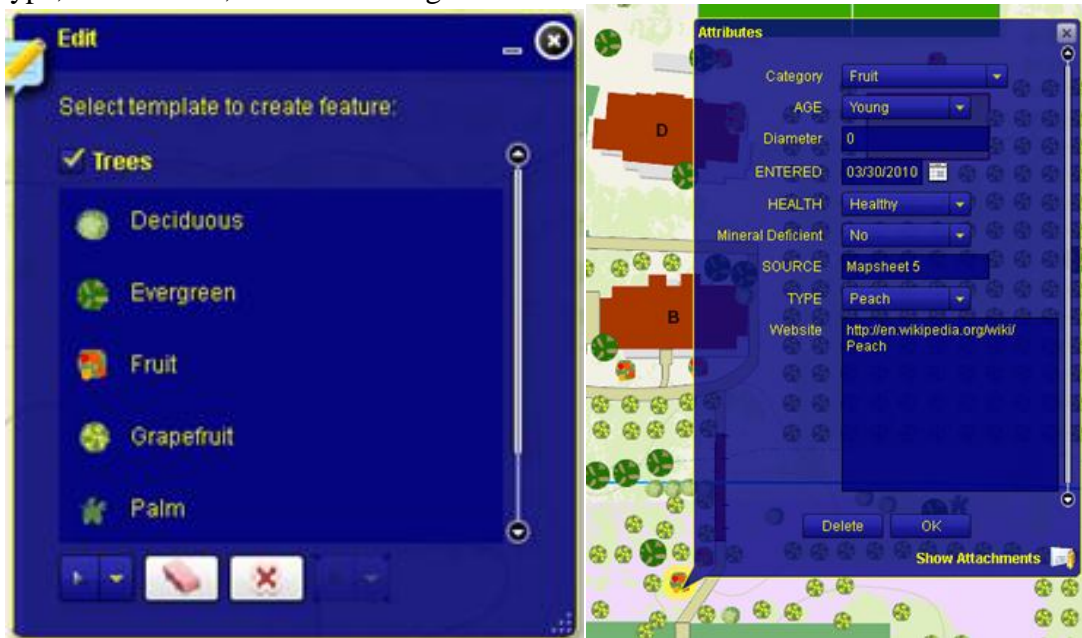 Edit
Select template to create feature:
Trees
Deciduous
Evergreen
Fruit
Grapefruit
Palm
D
B
Attributes
Category Fruit
AGE Young
Diameter 0
ENTERED 03/30/2010
HEALTH Healthy
Mineral Deficient No
SOURCE Mapsheet 5
TYPE Peach
Website http://en.wikipedia.org/wiki/
Peach
Delete OK
Show Attachments